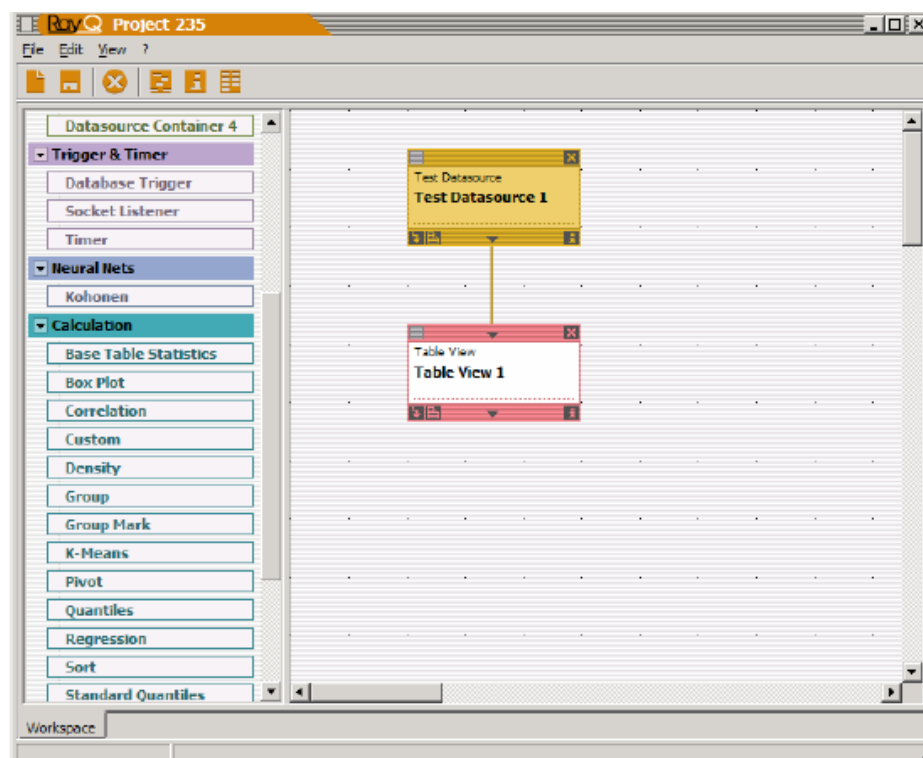 RayQ Project 235
File Edit View ?
Datasource Container 4
Trigger & Timer
Database Trigger
Socket Listener
Timer
Neural Nets
Kohonen
Calculation
Base Table Statistics
Box Plot
Correlation
Custom
Density
Group
Group Mark
K-Means
Pivot
Quantiles
Regression
Sort
Standard Quantiles
Test Datasource
Test Datasource 1
Table View
Table View 1
Workspace